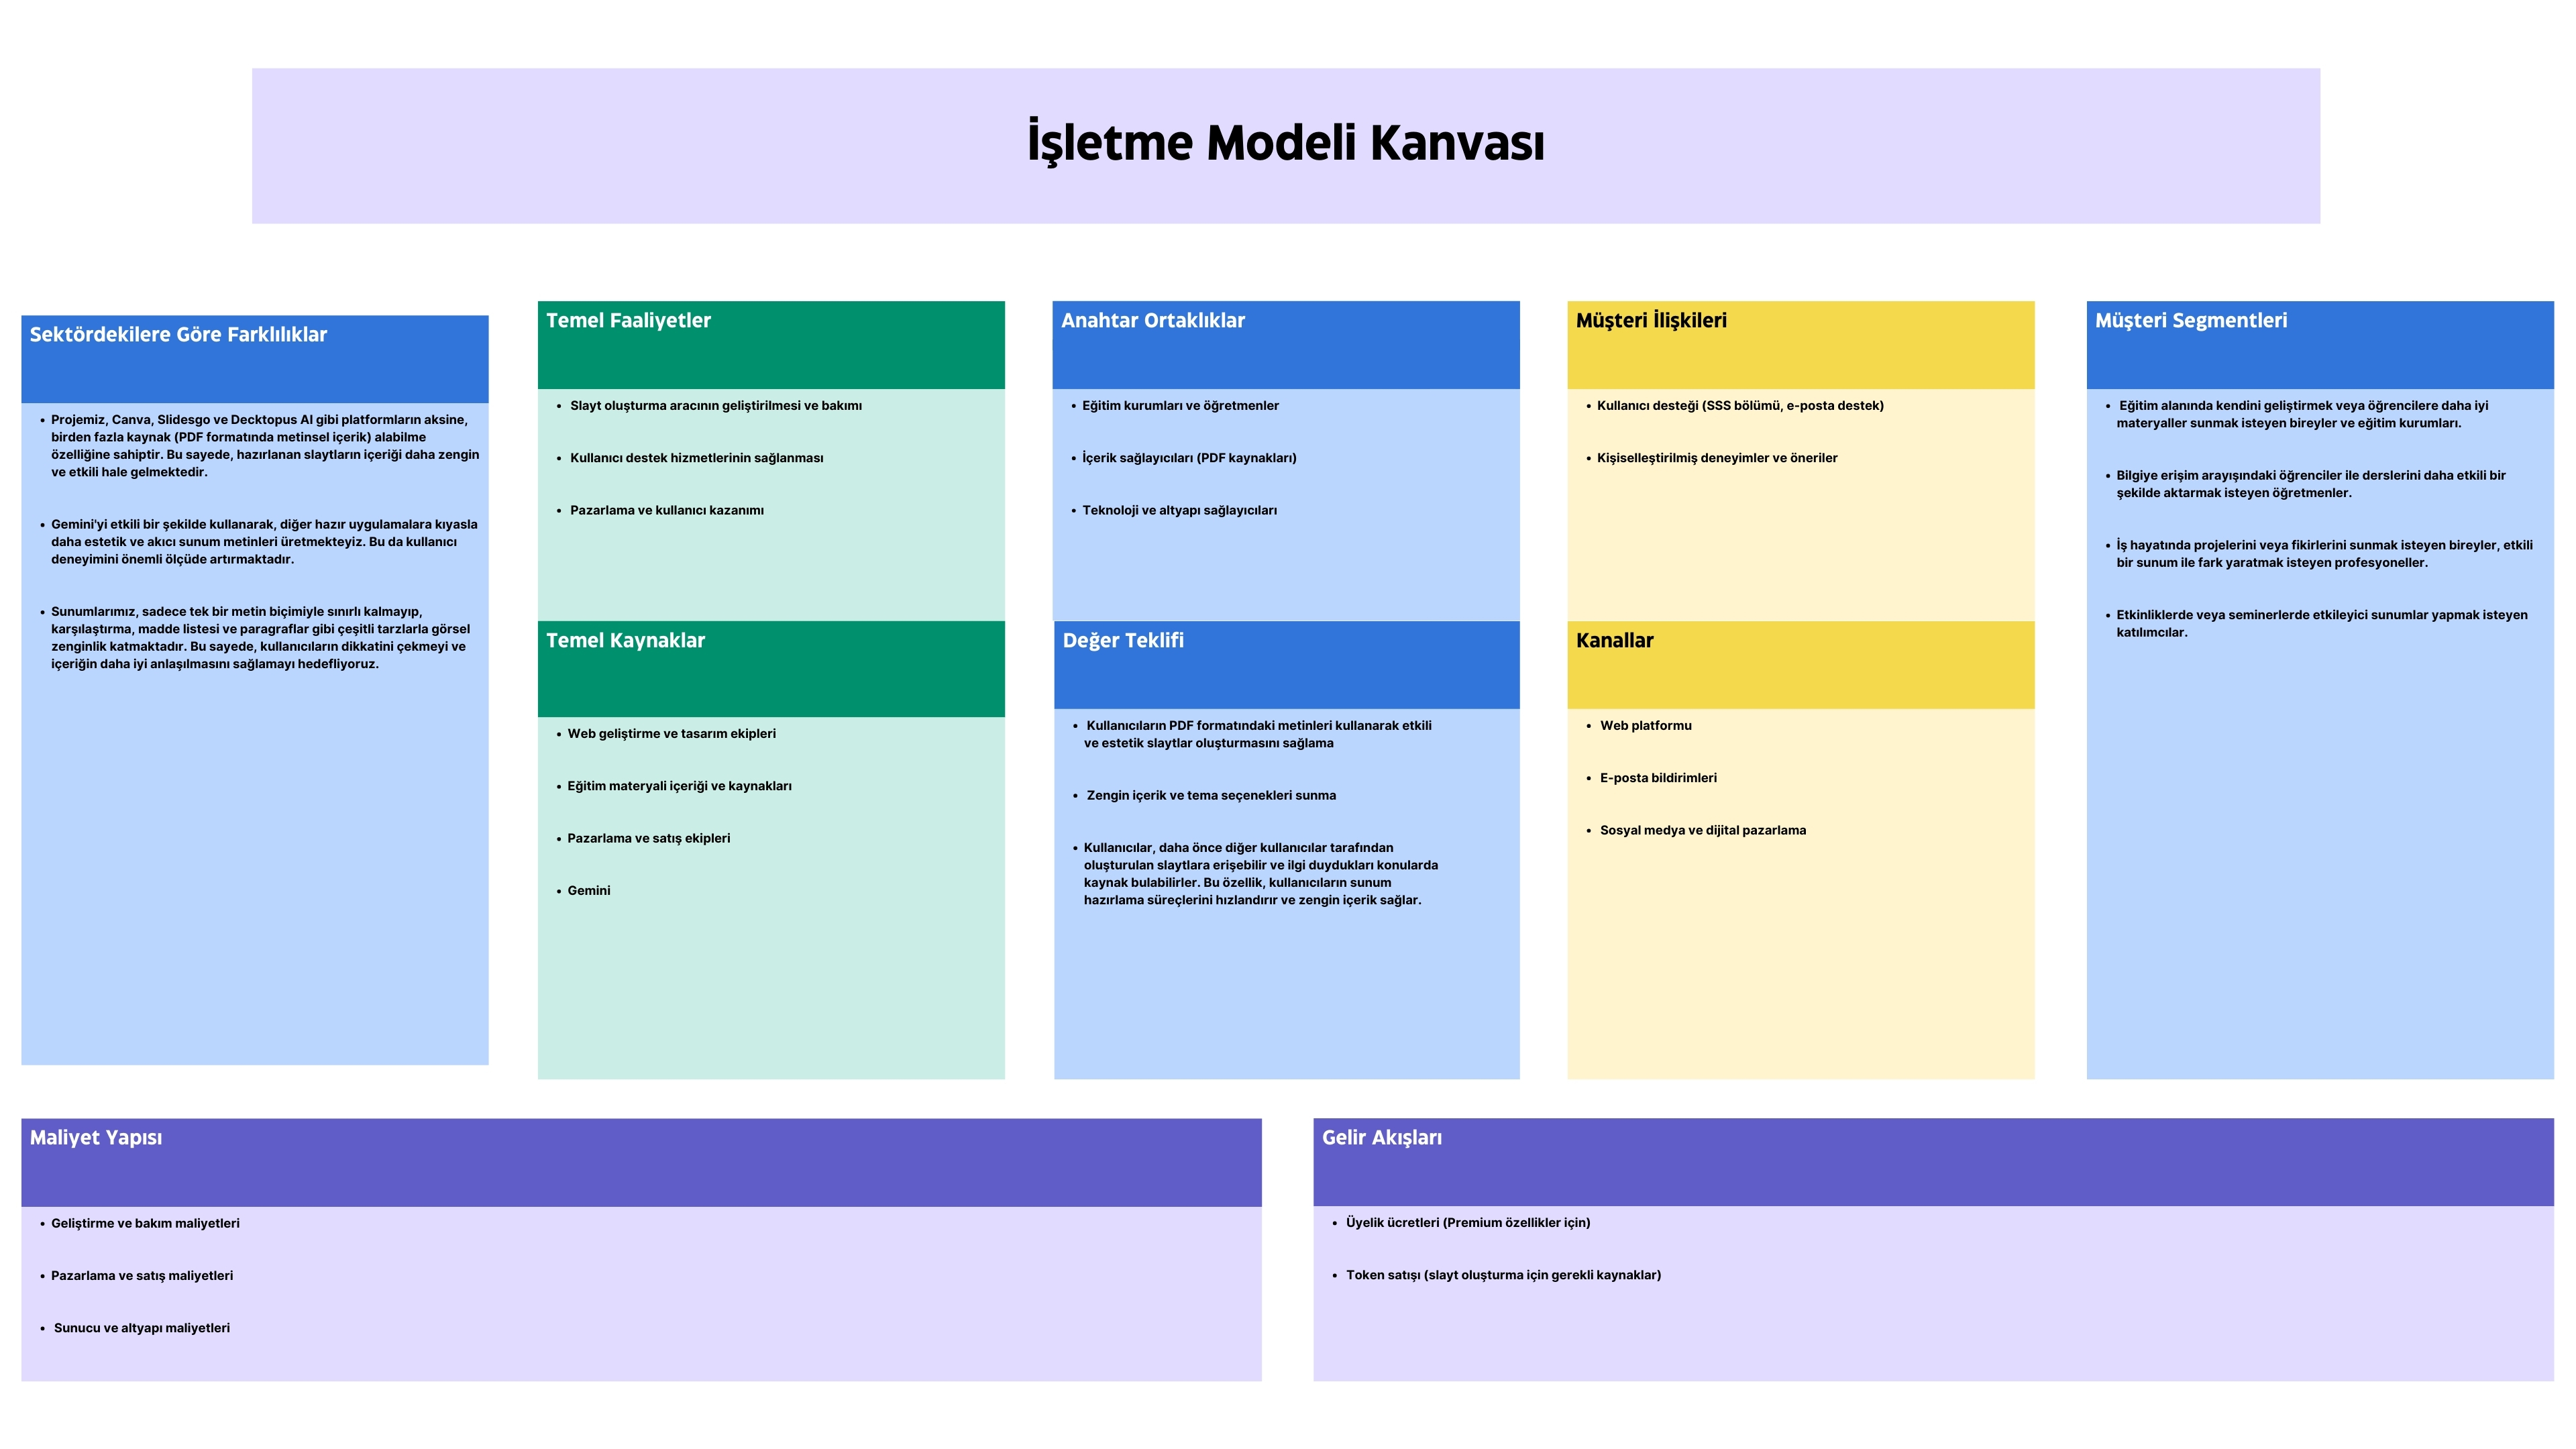 İşletme Modeli Kanvası
Sektördekilere Göre Farklılıklar
• Projemiz, Canva, Slidesgo ve Decktopus AI gibi platformların aksine,
birden fazla kaynak (PDF formatında metinsel içerik) alabilme
özelliğine sahiptir. Bu sayede, hazırlanan slaytların içeriği daha zengin
ve etkili hale gelmektedir.
• Gemini'yi etkili bir şekilde kullanarak, diğer hazır uygulamalara kıyasla
daha estetik ve akıcı sunum metinleri üretmekteyiz. Bu da kullanıcı
deneyimini önemli ölçüde artırmaktadır.
• Sunumlarımız, sadece tek bir metin biçimiyle sınırlı kalmayıp,
karşılaştırma, madde listesi ve paragraflar gibi çeşitli tarzlarla görsel
zenginlik katmaktadır. Bu sayede, kullanıcıların dikkatini çekmeyi ve
içeriğin daha iyi anlaşılmasını sağlamayı hedefliyoruz.
Temel Faaliyetler
• Slayt oluşturma aracının geliştirilmesi ve bakımı
• Kullanıcı destek hizmetlerinin sağlanması
• Pazarlama ve kullanıcı kazanımı
Temel Kaynaklar
• Web geliştirme ve tasarım ekipleri
• Eğitim materyali içeriği ve kaynakları
• Pazarlama ve satış ekipleri
• Gemini
Anahtar Ortaklıklar
• Eğitim kurumları ve öğretmenler
• İçerik sağlayıcıları (PDF kaynakları)
• Teknoloji ve altyapı sağlayıcıları
Değer Teklifi
• Kullanıcıların PDF formatındaki metinleri kullanarak etkili
ve estetik slaytlar oluşturmasını sağlama
• Zengin içerik ve tema seçenekleri sunma
• Kullanıcılar, daha önce diğer kullanıcılar tarafından
oluşturulan slaytlara erişebilir ve ilgi duydukları konularda
kaynak bulabilirler. Bu özellik, kullanıcıların sunum
hazırlama süreçlerini hızlandırır ve zengin içerik sağlar.
Müşteri İlişkileri
• Kullanıcı desteği (SSS bölümü, e-posta destek)
• Kişiselleştirilmiş deneyimler ve öneriler
Kanallar
• Web platformu
• E-posta bildirimleri
• Sosyal medya ve dijital pazarlama
Müşteri Segmentleri
• Eğitim alanında kendini geliştirmek veya öğrencilere daha iyi
materyaller sunmak isteyen bireyler ve eğitim kurumları.
• Bilgiye erişim arayışındaki öğrenciler ile derslerini daha etkili bir
şekilde aktarmak isteyen öğretmenler.
• İş hayatında projelerini veya fikirlerini sunmak isteyen bireyler, etkili
bir sunum ile fark yaratmak isteyen profesyoneller.
• Etkinliklerde veya seminerlerde etkileyici sunumlar yapmak isteyen
katılımcılar.
Maliyet Yapısı
• Geliştirme ve bakım maliyetleri
• Pazarlama ve satış maliyetleri
• Sunucu ve altyapı maliyetleri
Gelir Akışları
• Üyelik ücretleri (Premium özellikler için)
• Token satışı (slayt oluşturma için gerekli kaynaklar)